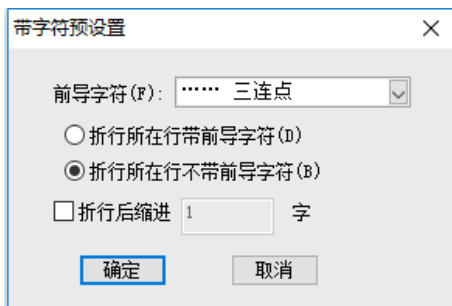 带字符预设置
前导字符(F): …… 三连点
折行所在行带前导字符(D)
折行所在行不带前导字符(B)
折行后缩进 1 字
确定 取消